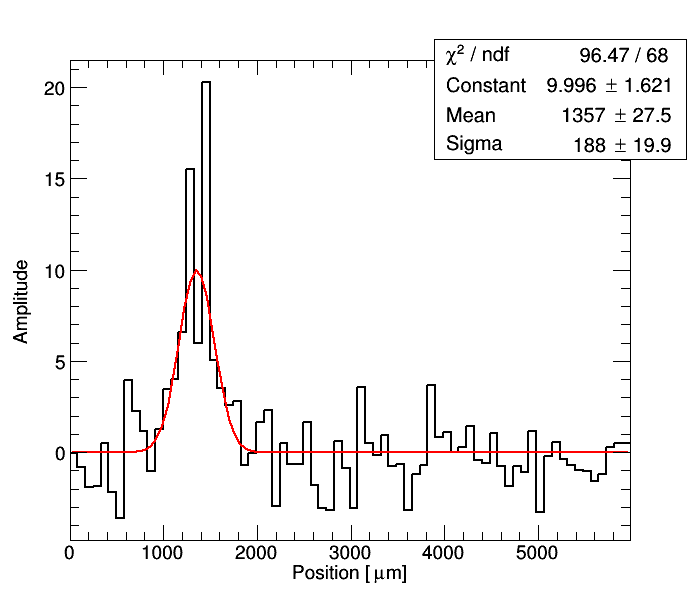 χ² / ndf 96.47 / 68
Constant 9.996 ± 1.621
Mean 1357 ± 27.5
Sigma 188 ± 19.9
20
15
10
5
0
Amplitude
0 1000 2000 3000 4000 5000
Position [ μm]